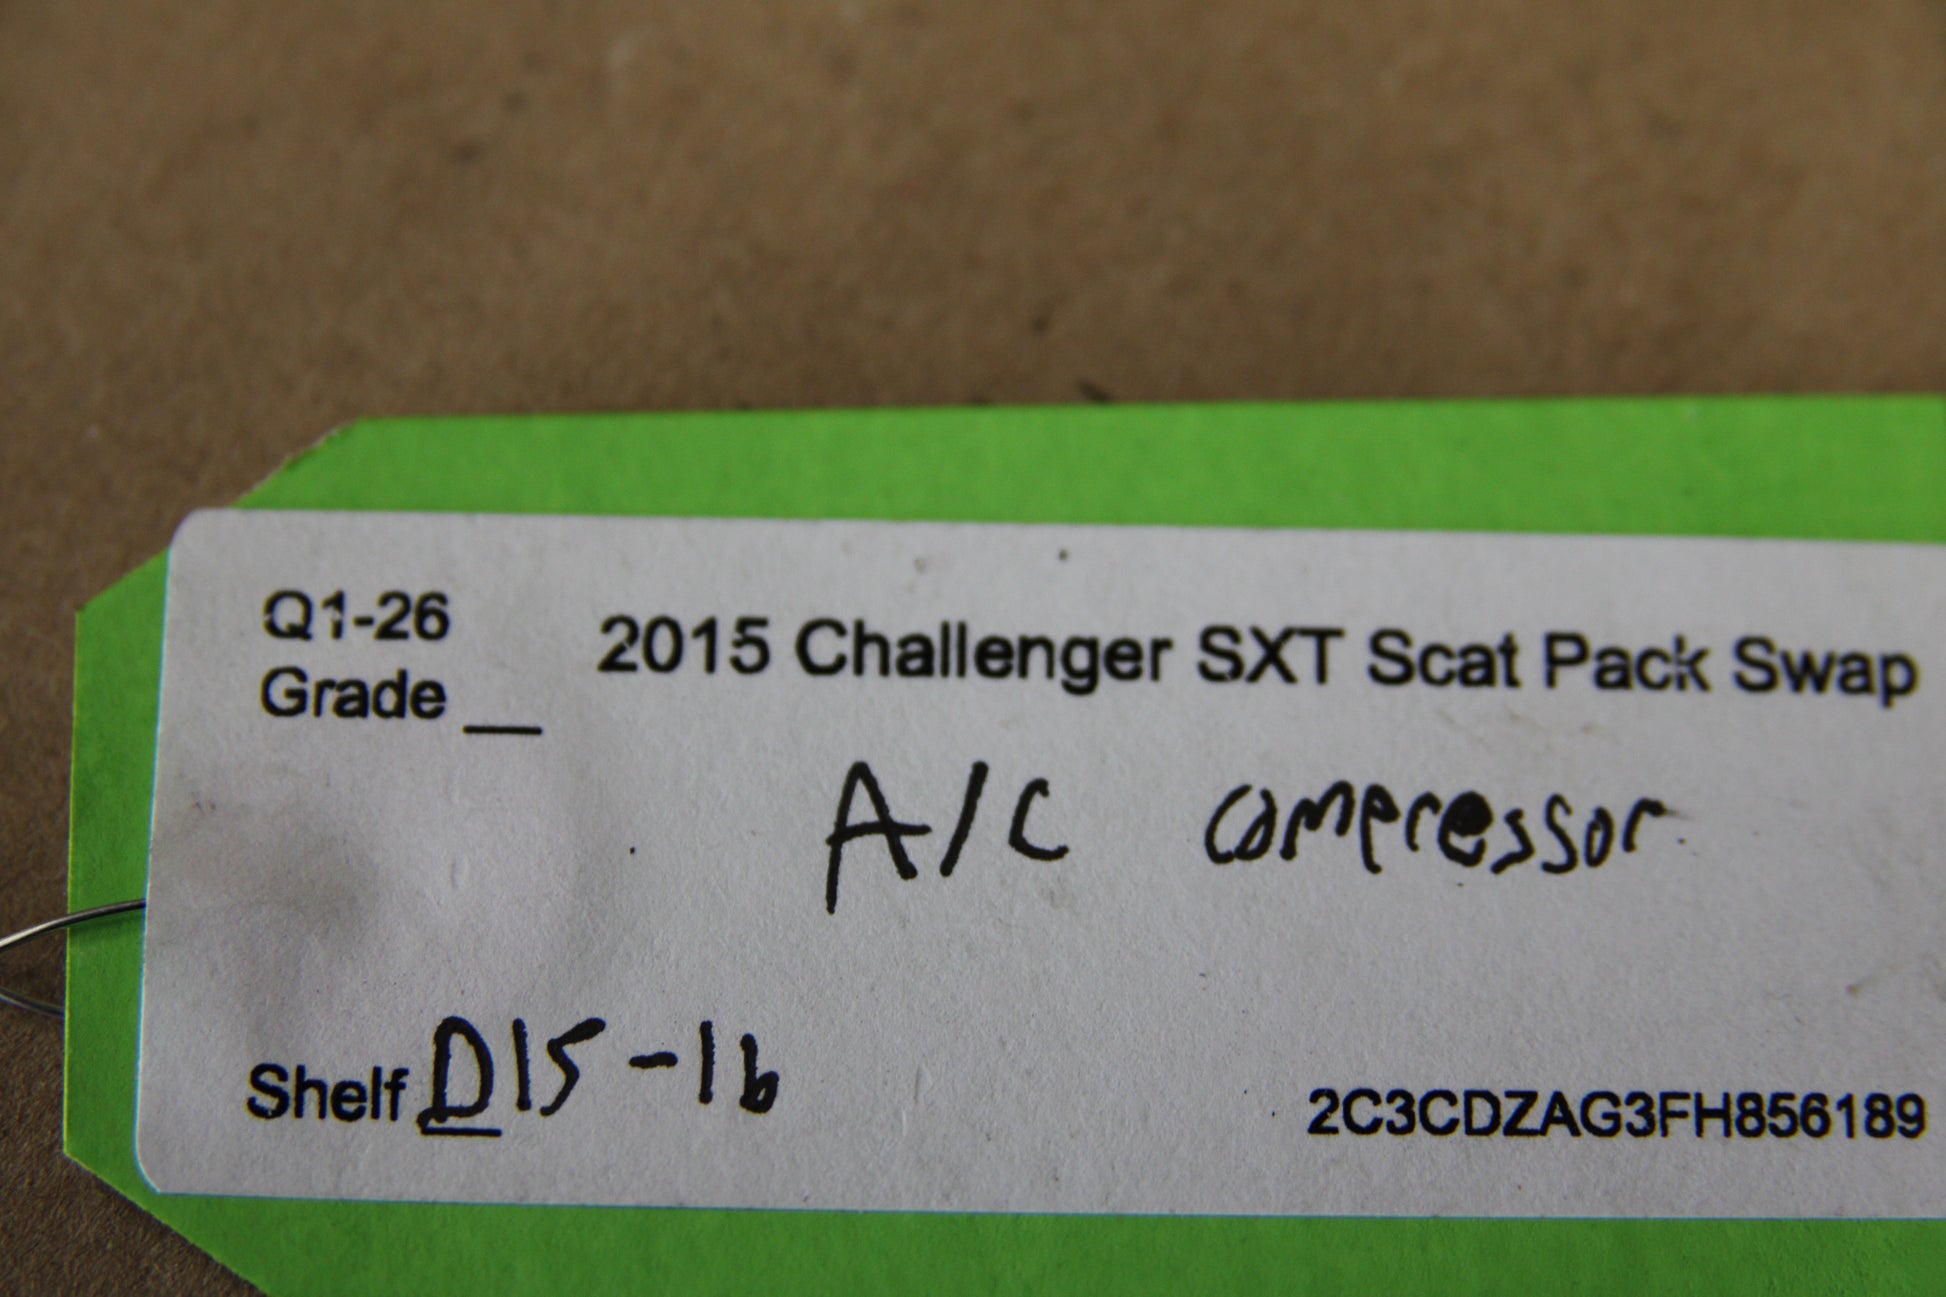 Q1-26
Grade __
2015 Challenger SXT Scat Pack Swap
A/C compressor
Shelf D15-16
2C3CDZAG3FH856189